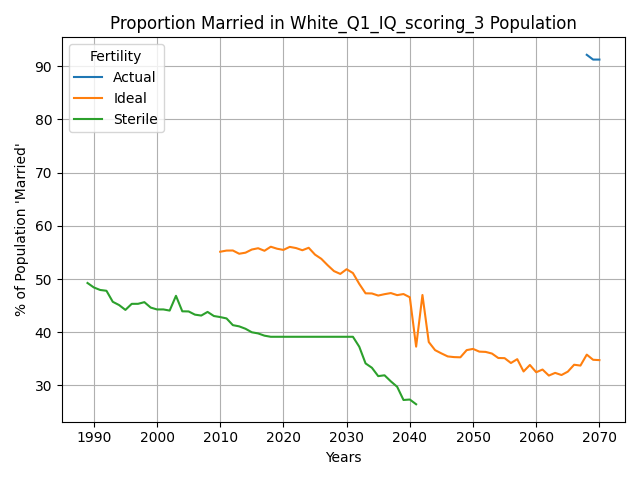 Proportion Married in White_Q1_IQ_scoring_3 Population
Fertility
Actual
Ideal
Sterile
% of Population 'Married'
90
80
70
60
50
40
30
1990 2000 2010 2020 2030 2040 2050 2060 2070
Years